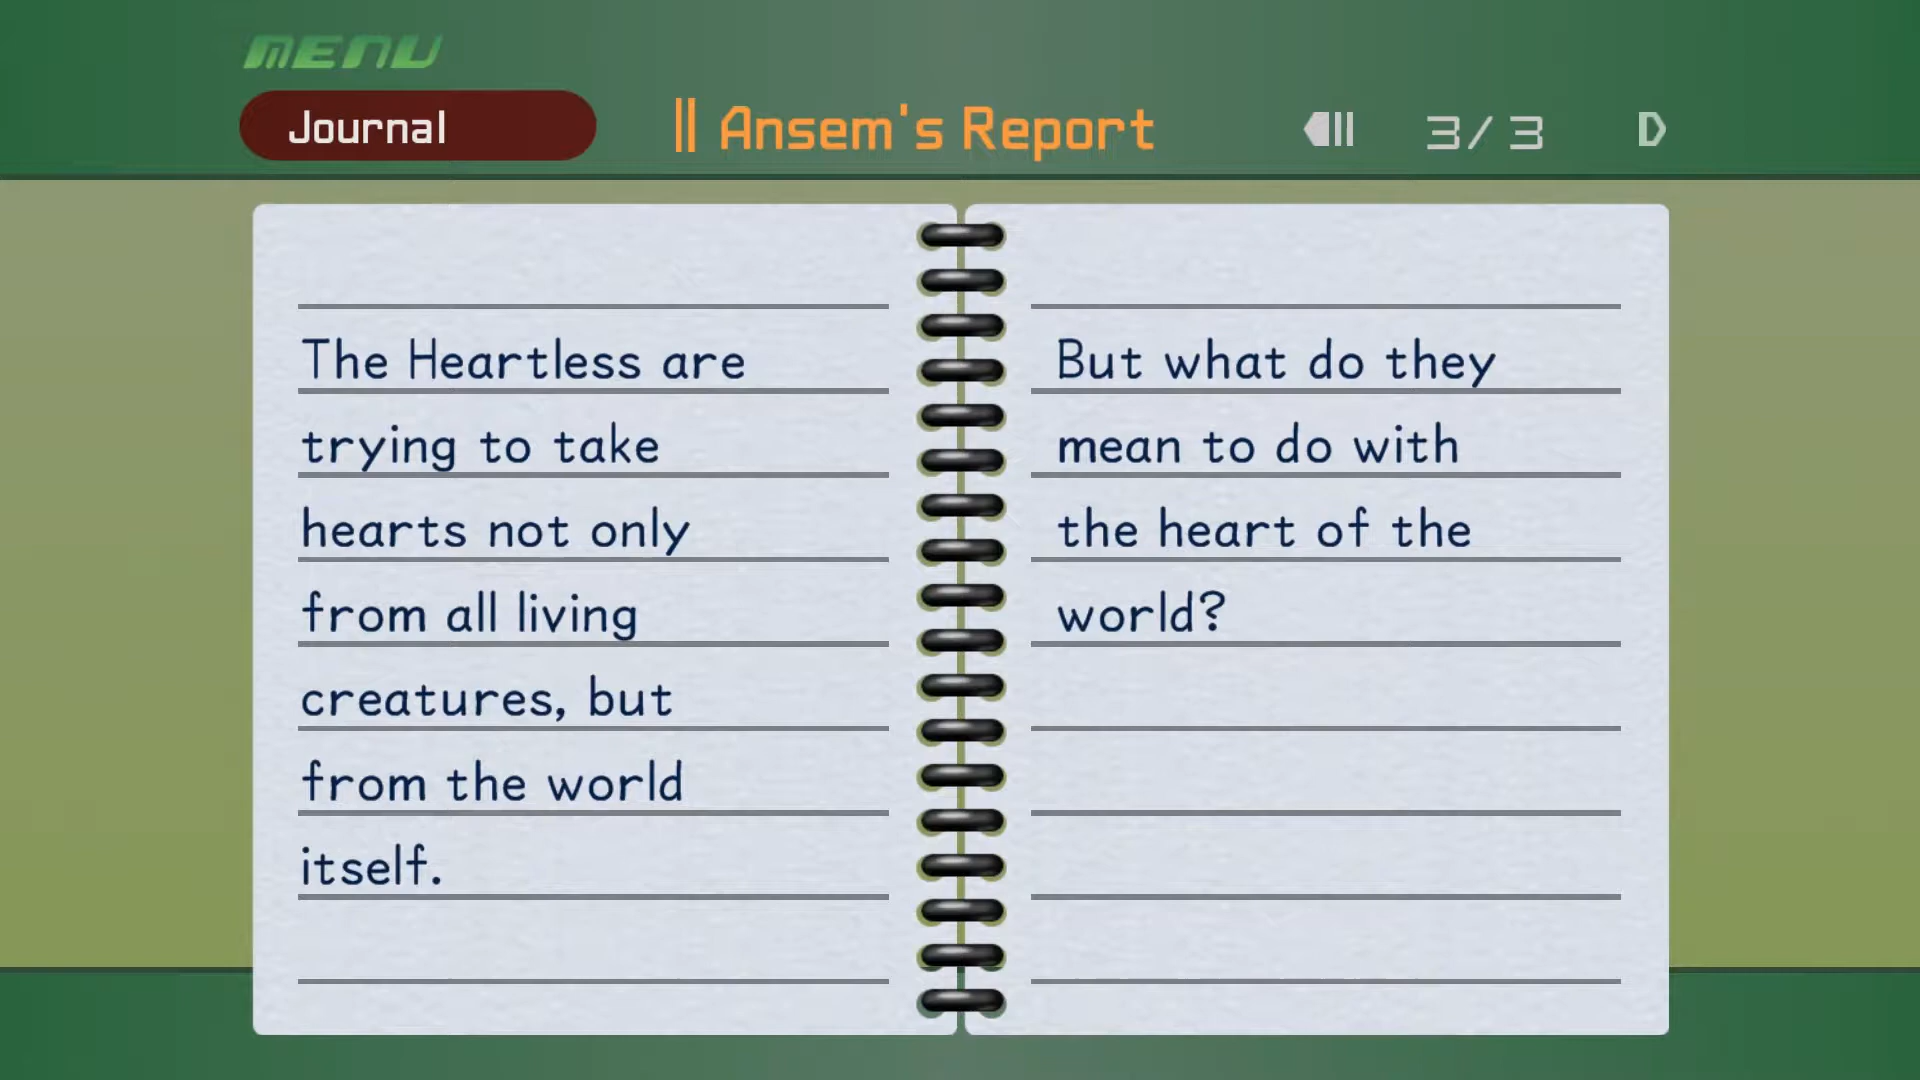 MENU
Journal
Ansem's Report
3/3
The Heartless are
trying to take
hearts not only
from all living
creatures, but
from the world
itself.
But what do they
mean to do with
the heart of the
world?